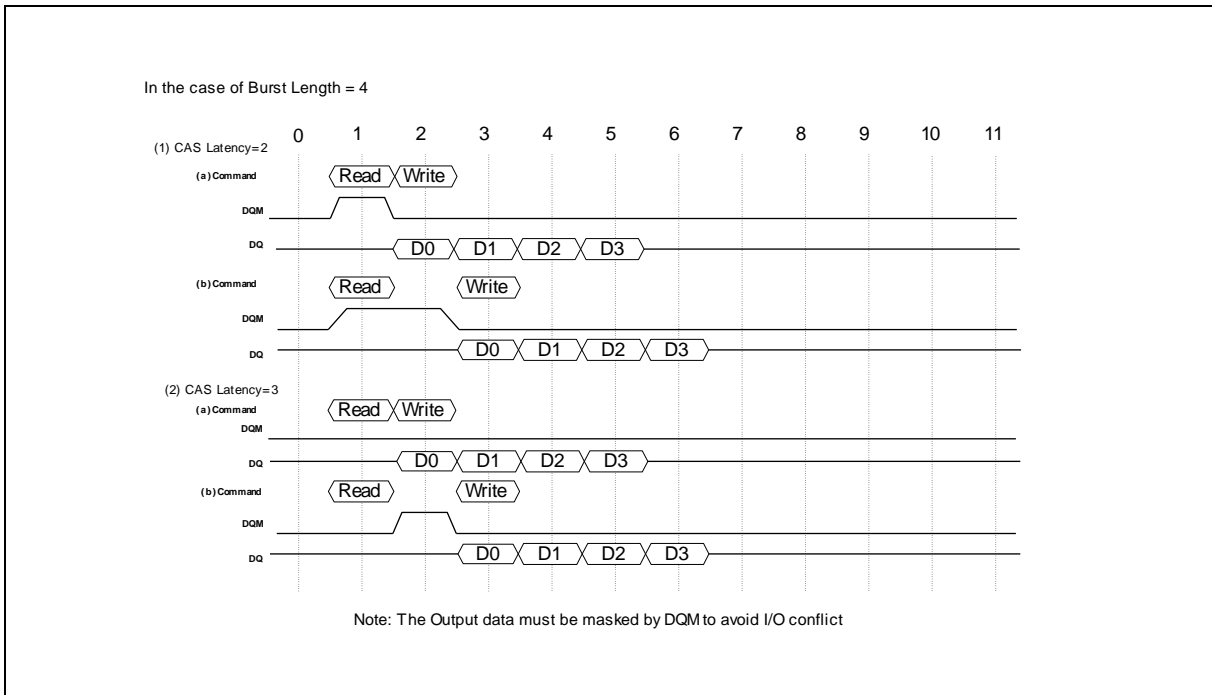 In the case of Burst Length = 4
0 1 2 3 4 5 6 7 8 9 10 11
(1) CAS Latency=2
(a)Command Read Write
DQM
DQ D0 D1 D2 D3
(b)Command Read Write
DQM
DQ D0 D1 D2 D3
(2) CAS Latency=3
(a)Command Read Write
DQM
DQ D0 D1 D2 D3
(b)Command Read Write
DQM
DQ D0 D1 D2 D3
Note: The Output data must be masked by DQM to avoid I/O conflict